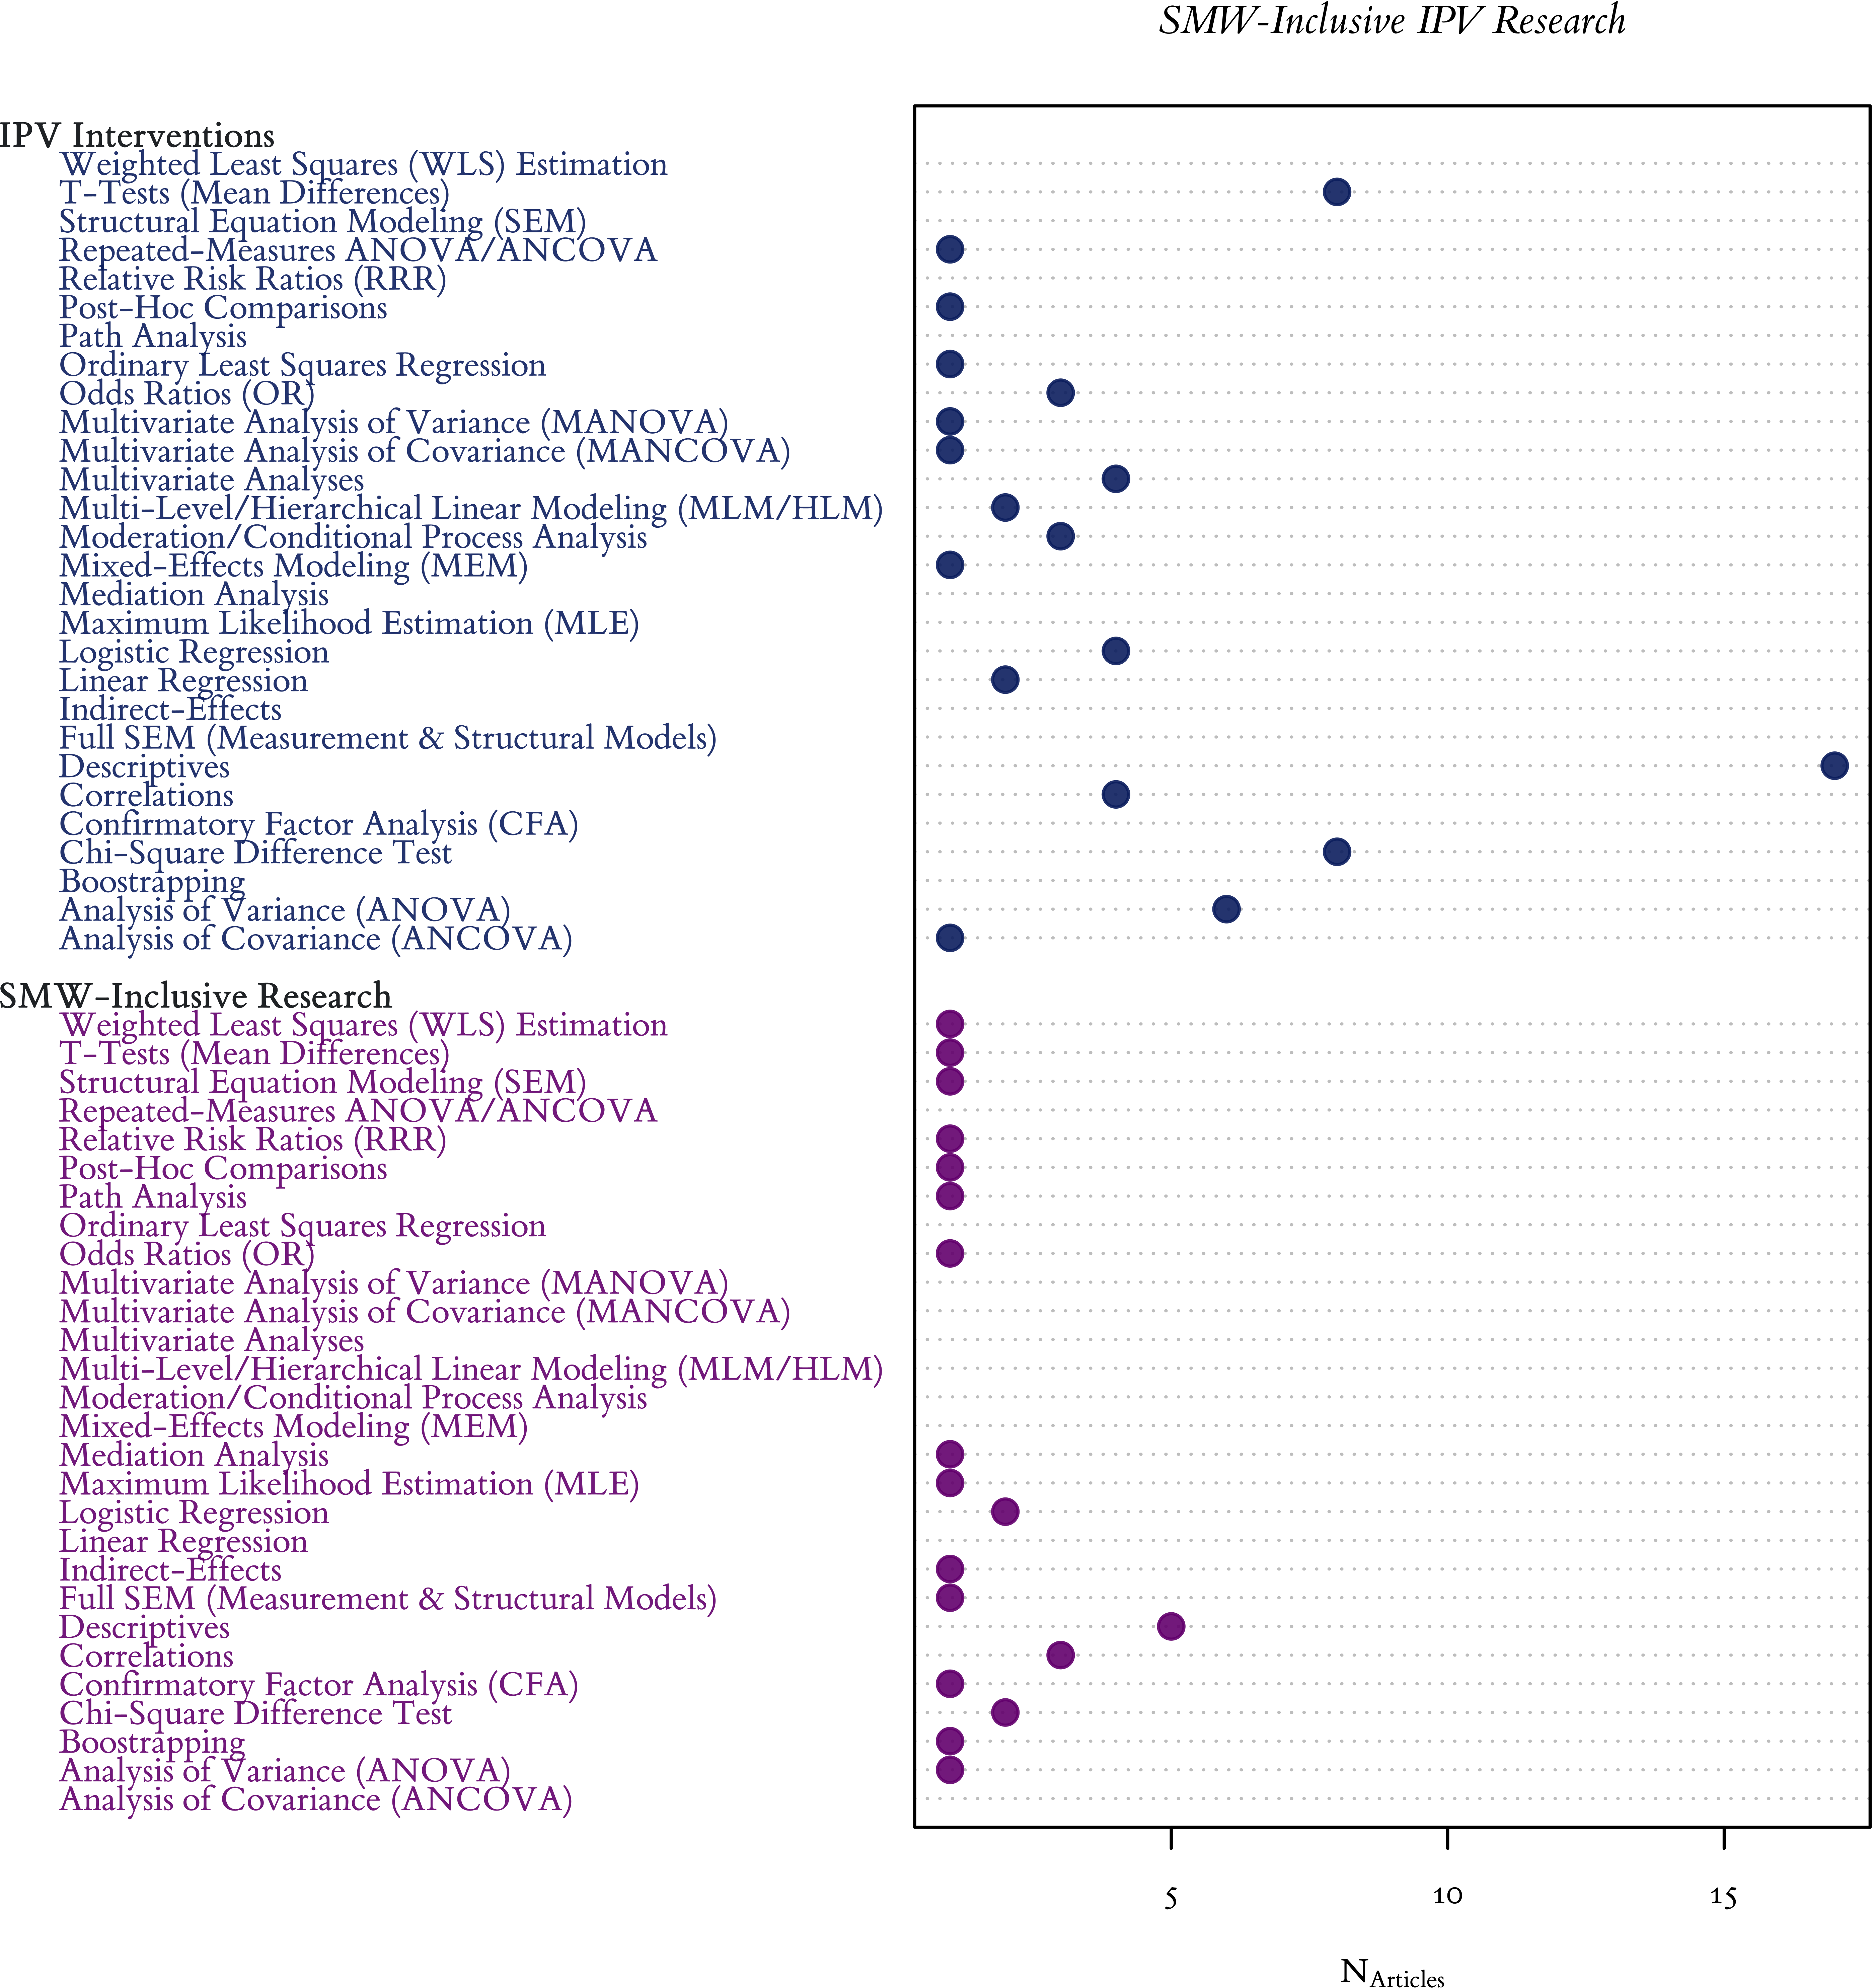 SMW-Inclusive IPV Research
IPV Interventions
Weighted Least Squares (WLS) Estimation
T-Tests (Mean Differences)
Structural Equation Modeling (SEM)
Repeated-Measures ANOVA/ANCOVA
Relative Risk Ratios (RRR)
Post-Hoc Comparisons
Path Analysis
Ordinary Least Squares Regression
Odds Ratios (OR)
Multivariate Analysis of Variance (MANOVA)
Multivariate Analysis of Covariance (MANCOVA)
Multivariate Analyses
Multi-Level/Hierarchical Linear Modeling (MLM/HLM)
Moderation/Conditional Process Analysis
Mixed-Effects Modeling (MEM)
Mediation Analysis
Maximum Likelihood Estimation (MLE)
Logistic Regression
Linear Regression
Indirect-Effects
Full SEM (Measurement & Structural Models)
Descriptives
Correlations
Confirmatory Factor Analysis (CFA)
Chi-Square Difference Test
Boostrapping
Analysis of Variance (ANOVA)
Analysis of Covariance (ANCOVA)
SMW-Inclusive Research
Weighted Least Squares (WLS) Estimation
T-Tests (Mean Differences)
Structural Equation Modeling (SEM)
Repeated-Measures ANOVA/ANCOVA
Relative Risk Ratios (RRR)
Post-Hoc Comparisons
Path Analysis
Ordinary Least Squares Regression
Odds Ratios (OR)
Multivariate Analysis of Variance (MANOVA)
Multivariate Analysis of Covariance (MANCOVA)
Multivariate Analyses
Multi-Level/Hierarchical Linear Modeling (MLM/HLM)
Moderation/Conditional Process Analysis
Mixed-Effects Modeling (MEM)
Mediation Analysis
Maximum Likelihood Estimation (MLE)
Logistic Regression
Linear Regression
Indirect-Effects
Full SEM (Measurement & Structural Models)
Descriptives
Correlations
Confirmatory Factor Analysis (CFA)
Chi-Square Difference Test
Boostrapping
Analysis of Variance (ANOVA)
Analysis of Covariance (ANCOVA)
5 10 15
N Articles